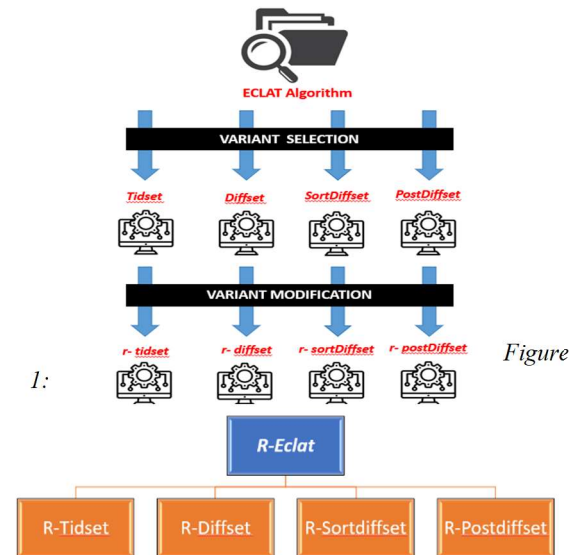 ECLAT Algorithm
VARIANT SELECTION
Tidset Diffset SortDiffset PostDiffset
VARIANT MODIFICATION
r- tidset r- diffset r- sortDiffset r- postDiffset
Figure
1:
R-Eclat
R-Tidset R-Diffset R-Sortdiffset R-Postdiffset